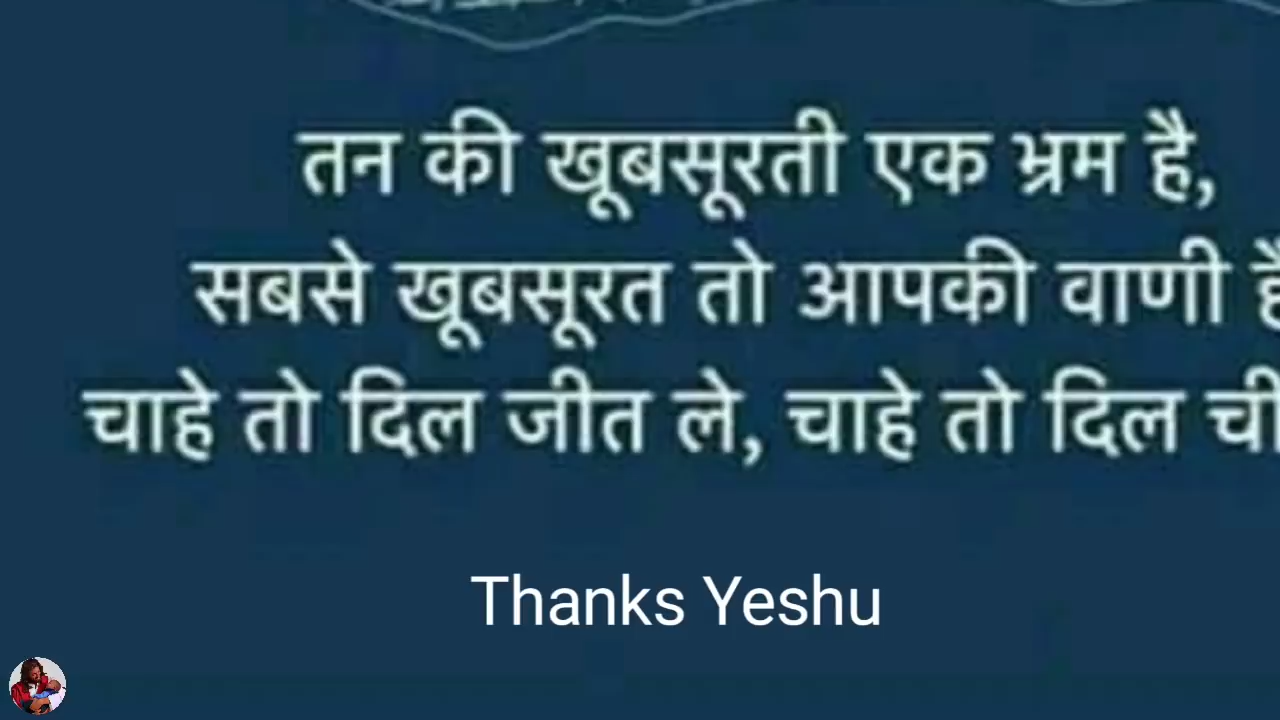 तन की खूबसूरती एक भ्रम है,
सबसे खूबसूरत तो आपकी वाणी
चाहे तो दिल जीत ले, चाहे तो दिल
Thanks Yeshu